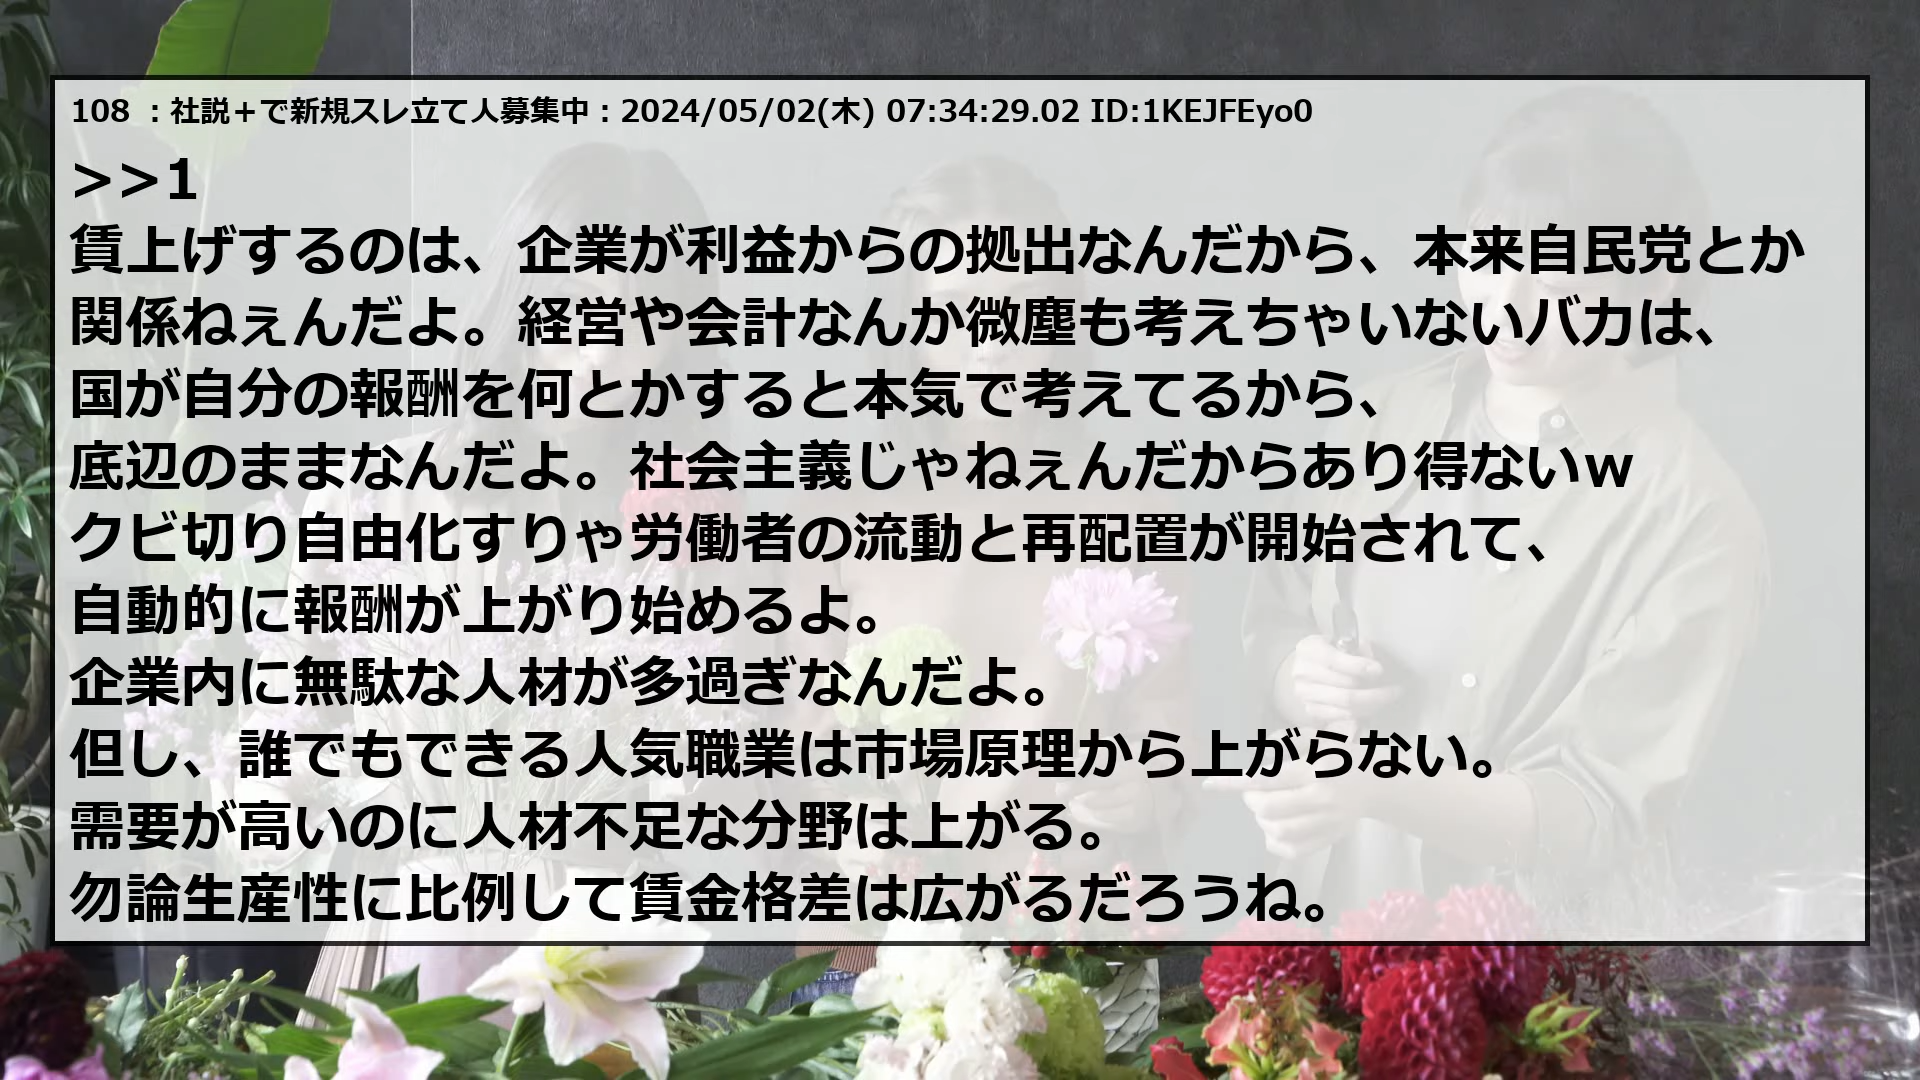 108 ：社説＋で新規スレ立て人募集中：2024/05/02(木) 07:34:29.02 ID:1KEJFEyo0
>>1
賃上げするのは、企業が利益からの拠出なんだから、本来自民党とか
関係ねぇんだよ。経営や会計なんか微塵も考えちゃいないバカは、
国が自分の報酬を何とかすると本気で考えてるから、
底辺のままなんだよ。社会主義じゃねぇんだからあり得ないｗ
クビ切り自由化すりゃ労働者の流動と再配置が開始されて、
自動的に報酬が上がり始めるよ。
企業内に無駄な人材が多過ぎなんだよ。
但し、誰でもできる人気職業は市場原理から上がらない。
需要が高いのに人材不足な分野は上がる。
勿論生産性に比例して賃金格差は広がるだろうね。